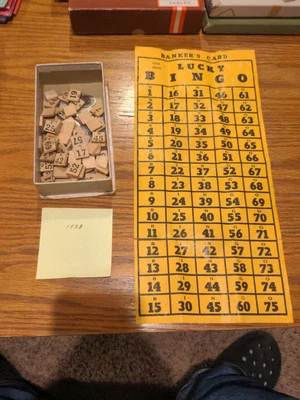 BANKER'S CARD
LUCKY
BINGO
1 16 31 46 61
2 17 32 47 62
3 18 33 48 63
4 19 34 49 64
5 20 35 50 65
6 21 36 51 66
7 22 37 52 67
8 23 38 53 68
9 24 39 54 69
10 25 40 55 70
11 26 41 56 71
12 27 42 57 72
13 28 43 58 73
14 29 44 59 74
15 30 45 60 75